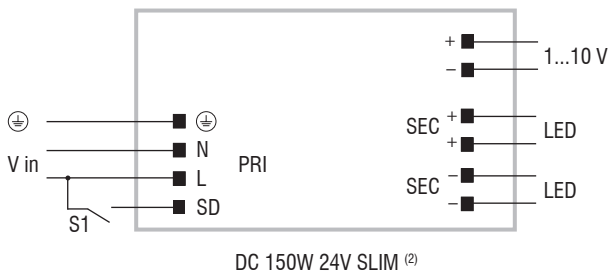 +
1...10 V
−
⏚ ⏚
SEC + LED
+
N
V in PRI
L
SEC − LED
−
SD
S1
DC 150W 24V SLIM (2)